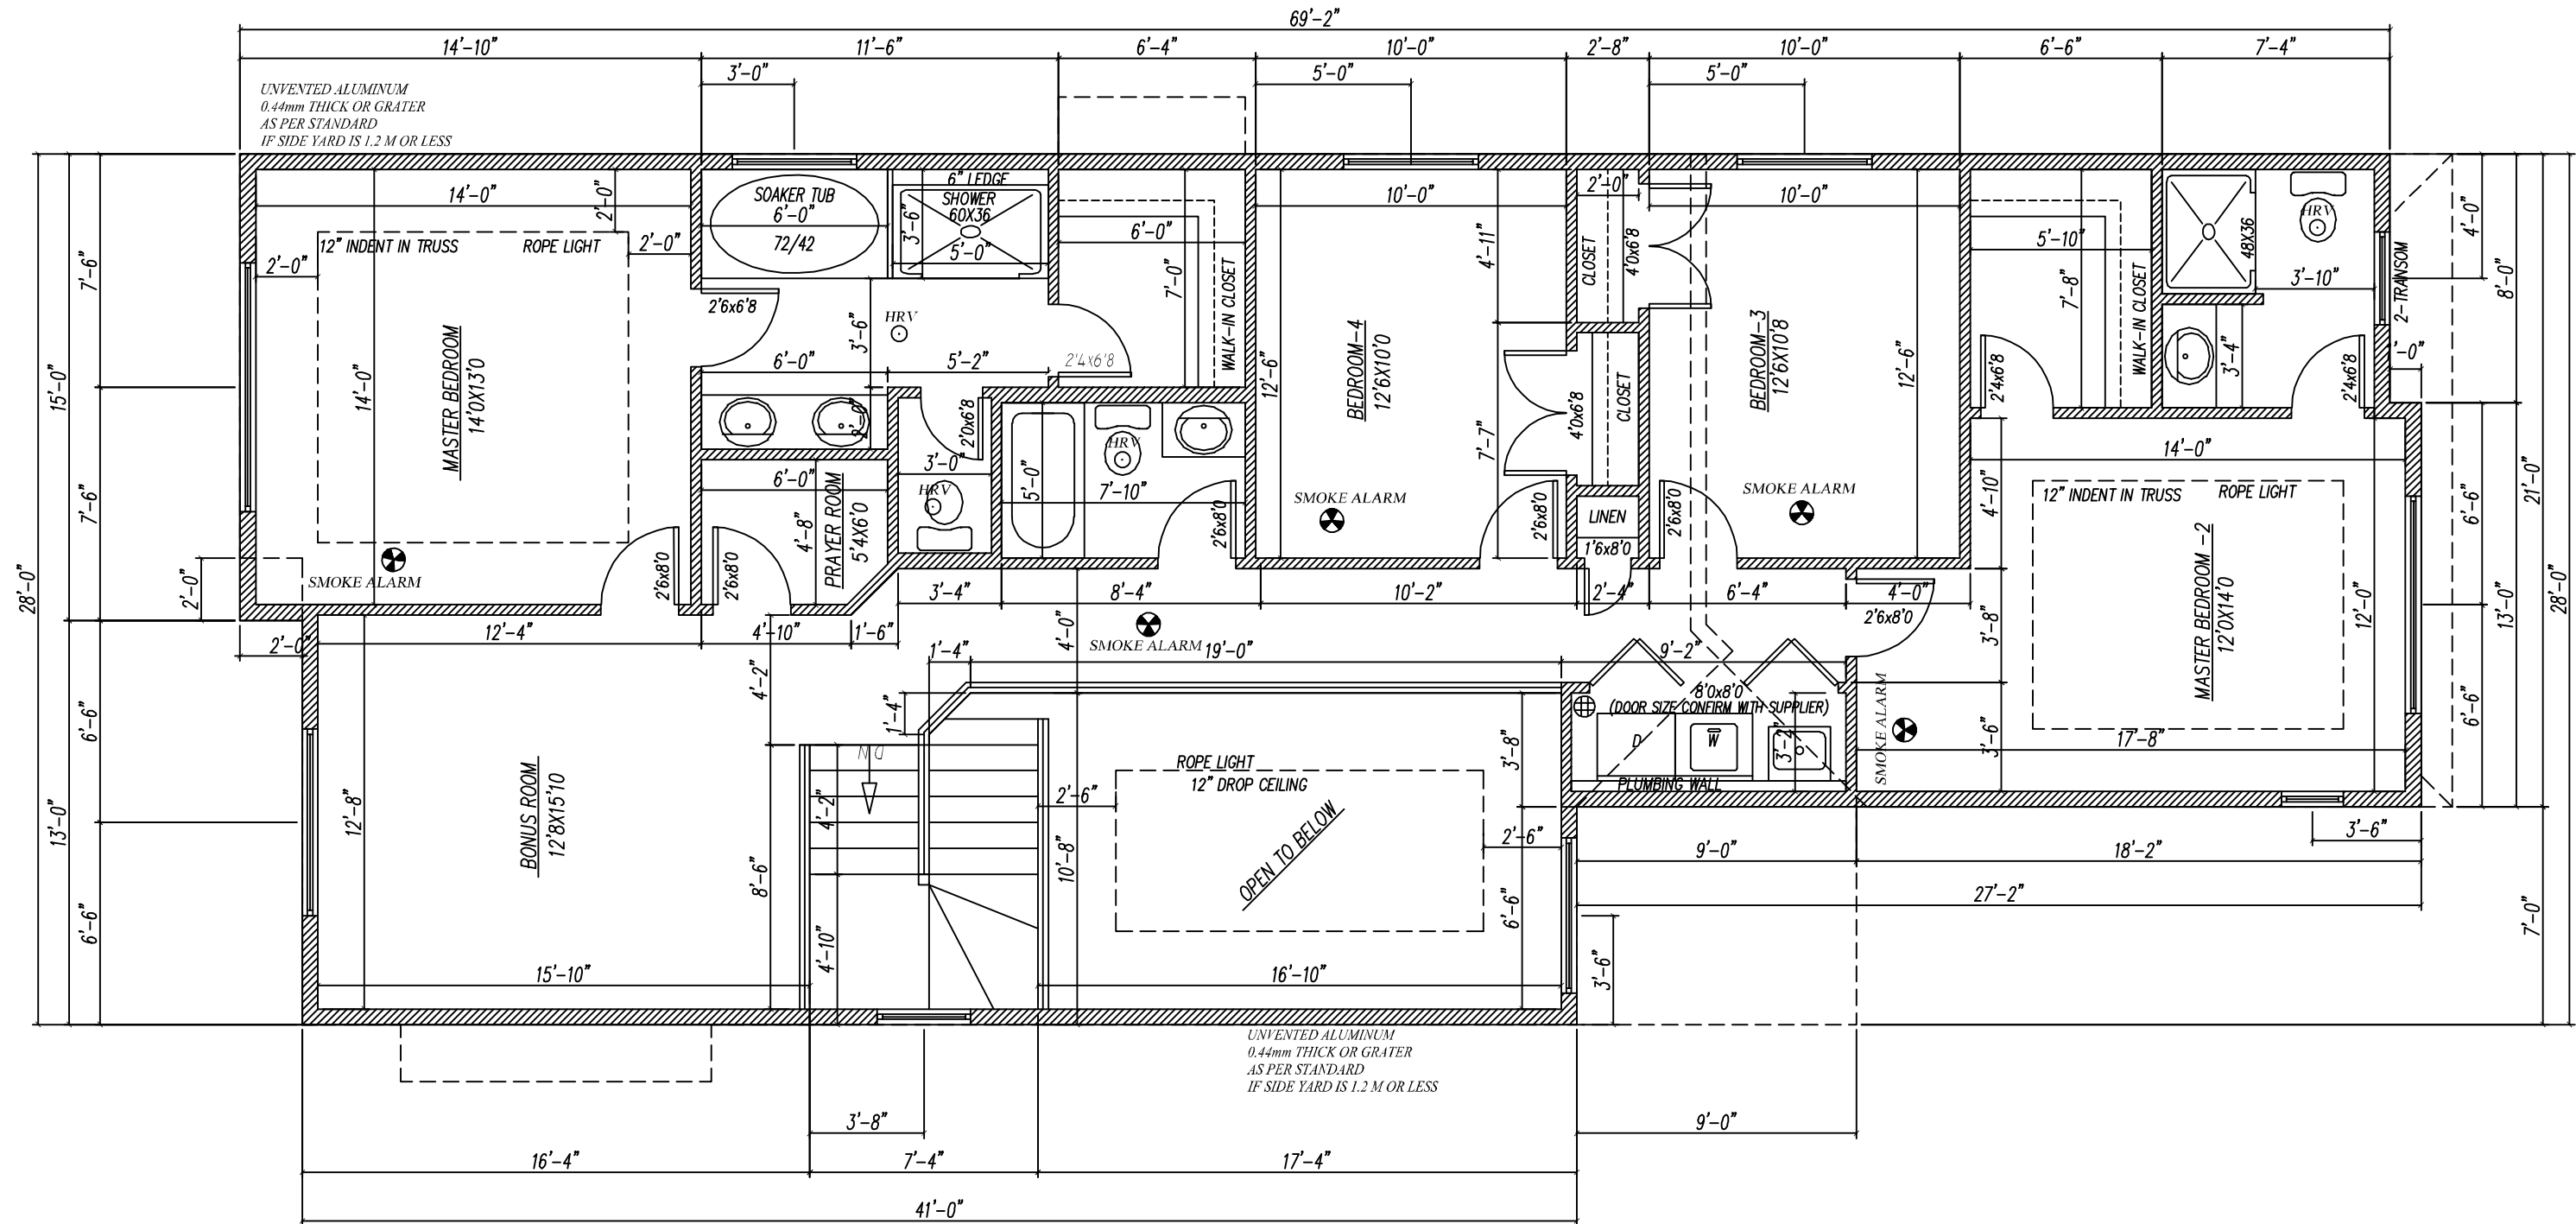 69'-2"
14'-10" 11'-6" 6'-4" 10'-0" 2'-8" 10'-0" 6'-6" 7'-4"
3'-0" 5'-0" 5'-0"
UNVENTED ALUMINUM
0.44mm THICK OR GRATER
AS PER STANDARD
IF SIDE YARD IS 1.2 M OR LESS
28'-0"
15'-0"
7'-6"
7'-6"
13'-0"
6'-6"
6'-6"
2'-0"
2'-0"
14'-0"
2'-0"
12" INDENT IN TRUSS ROPE LIGHT
2'-0"
2'-0"
14'-0"
MASTER BEDROOM
14'0X13'0
SMOKE ALARM
2'6x8'0
2'6x6'8
SOAKER TUB
6'-0"
72/42
6" LEDGE
SHOWER
60X36
3'-6"
5'-0"
3'-6"
HRV
6'-0"
5'-2"
2'-0"
2'0x6'8
3'-0"
HRV
6'-0"
4'-8"
PRAYER ROOM
5'4X6'0
2'6x8'0
6'-0"
7'-0"
WALK-IN CLOSET
2'4x6'8
HRV
5'-0"
7'-10"
2'6x8'0
10'-0"
12'-6"
BEDROOM-4
12'6X10'0
4'-11"
7'-7"
SMOKE ALARM
2'6x8'0
2'-0"
CLOSET
4'0x6'8
4'0x6'8
CLOSET
LINEN
1'6x8'0
10'-0"
BEDROOM-3
12'6X10'8
12'-6"
SMOKE ALARM
2'6x8'0
5'-10"
7'-8"
WALK-IN CLOSET
2'4x6'8
48X36
HRV
3'-10"
3'-4"
2'4x6'8
2-TRANSOM
'-0"
4'-0"
8'-0"
6'-6"
21'-0"
6'-6"
13'-0"
28'-0"
7'-0"
14'-0"
4'-10"
12" INDENT IN TRUSS ROPE LIGHT
MASTER BEDROOM -2
12'0X14'0
12'-0"
3'-8"
3'-6"
17'-8"
SMOKE ALARM
2'6x8'0
3'-4" 8'-4" 10'-2" 2'-4" 6'-4" 4'-0"
12'-4" 4'-10" 1'-6"
4'-0"
SMOKE ALARM
1'-4" 19'-0" 9'-2"
4'-2"
1'-4"
8'0x8'0
(DOOR SIZE CONFIRM WITH SUPPLIER)
D
W
3'-2"
PLUMBING WALL
BONUS ROOM
12'8X15'10
12'-8"
8'-6"
15'-10"
DN
4'-2"
4'-10"
10'-8"
2'-6"
ROPE LIGHT
12" DROP CEILING
OPEN TO BELOW
3'-8"
2'-6"
6'-6"
16'-10"
3'-6"
9'-0" 18'-2"
3'-6"
27'-2"
UNVENTED ALUMINUM
0.44mm THICK OR GRATER
AS PER STANDARD
IF SIDE YARD IS 1.2 M OR LESS
3'-8" 9'-0"
16'-4" 7'-4" 17'-4"
41'-0"